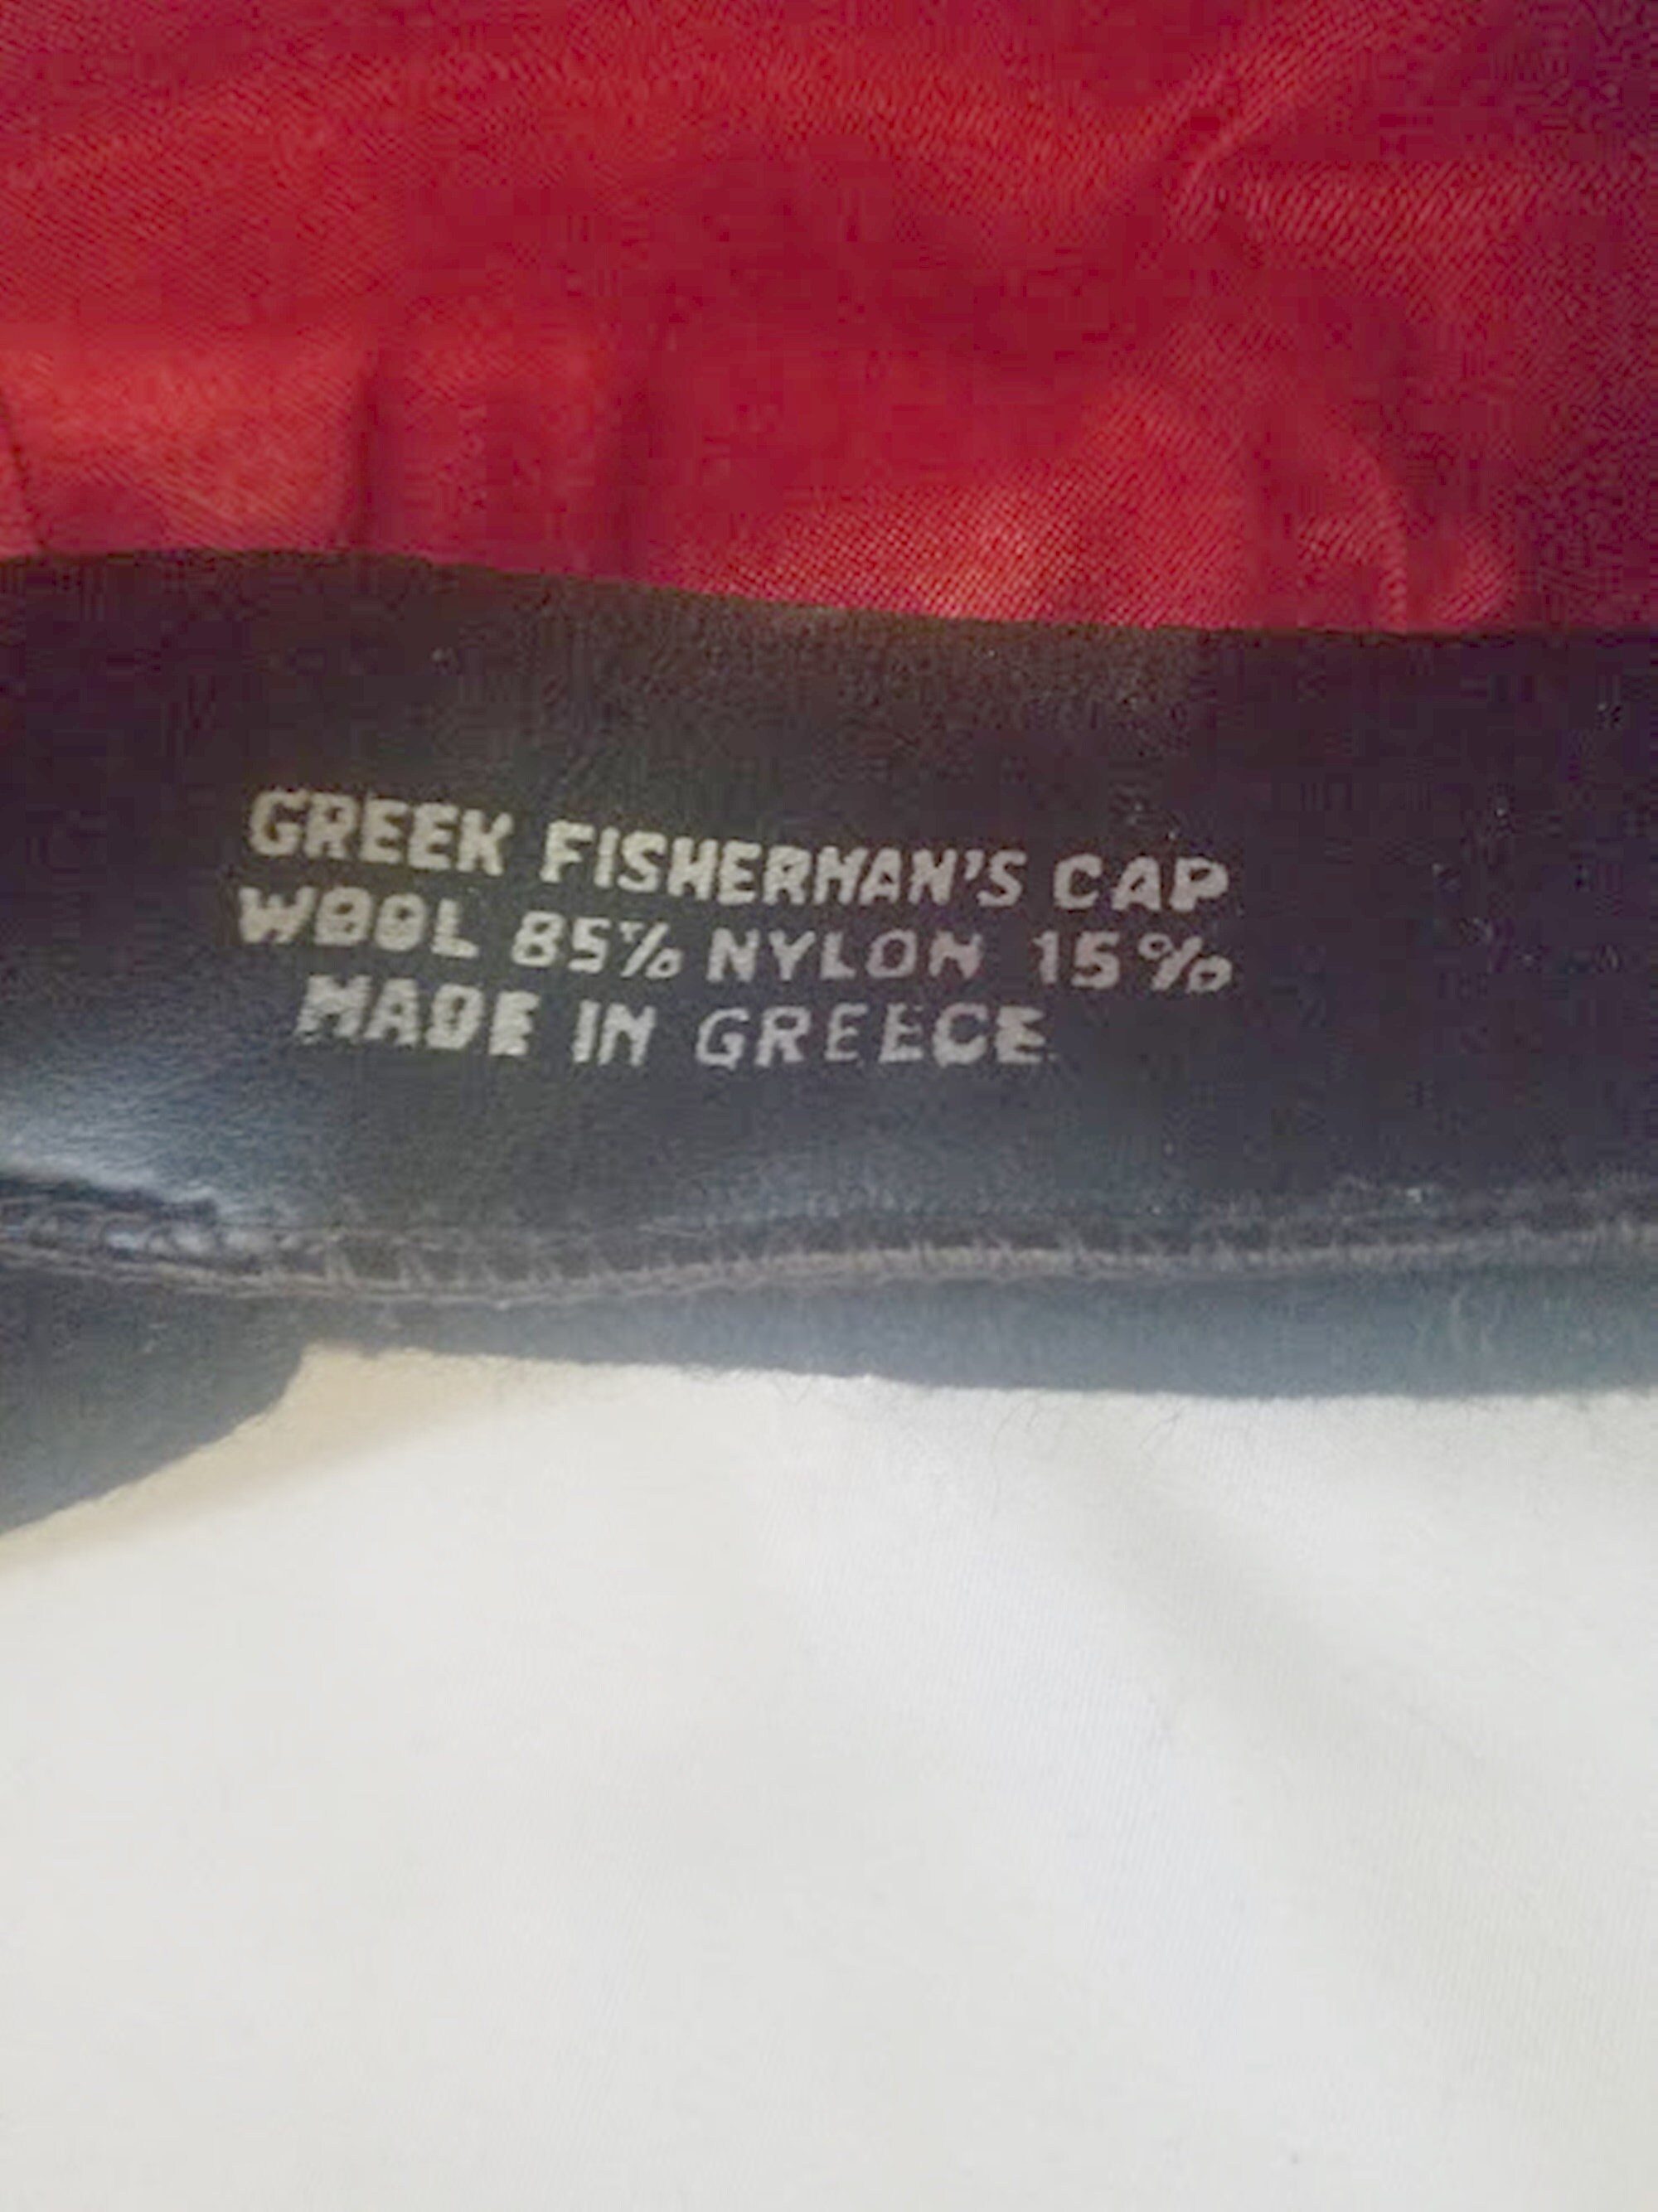 GREEK FISHERMAN'S CAP
WOOL 85% NYLON 15%
MADE IN GREECE